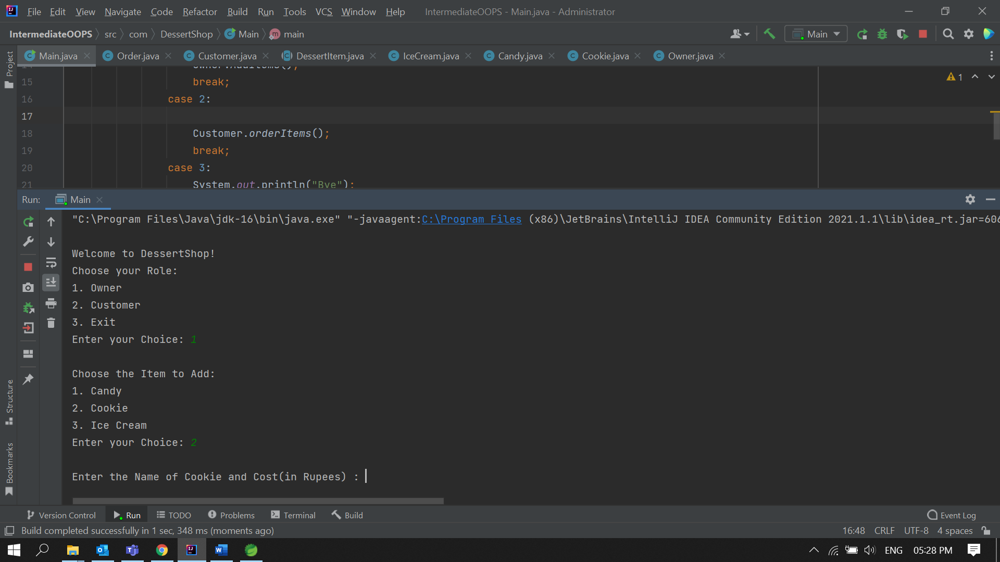 File Edit View Navigate Code Refactor Build Run Tools VCS Window Help IntermediateOOPS - Main.java - Administrator
IntermediateOOPS src com DessertShop Main main Main
Project
Main.java Order.java Customer.java DessertItem.java IceCream.java Candy.java Cookie.java Owner.java
15 break;
16 case 2:
17
18 Customer.orderItems();
19 break;
20 case 3:
21 System.out.println("Bye");
1
Run: Main
"C:\Program Files\Java\jdk-16\bin\java.exe" "-javaagent:C:\Program Files (x86)\JetBrains\IntelliJ IDEA Community Edition 2021.1.1\lib\idea_rt.jar=606
Welcome to DessertShop!
Choose your Role:
1. Owner
2. Customer
3. Exit
Enter your Choice: 1
Choose the Item to Add:
1. Candy
2. Cookie
3. Ice Cream
Enter your Choice: 2
Enter the Name of Cookie and Cost(in Rupees) :
Structure
Bookmarks
Version Control Run TODO Problems Terminal Build Event Log
Build completed successfully in 1 sec, 348 ms (moments ago) 16:48 CRLF UTF-8 4 spaces
ENG 05:28 PM